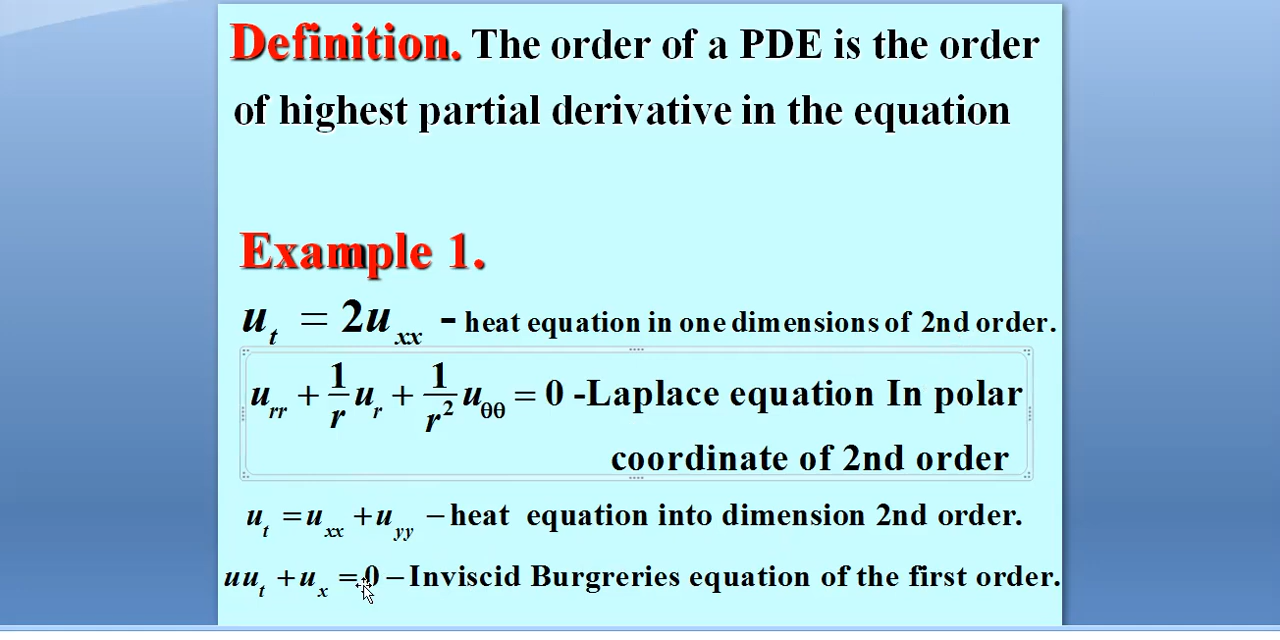 Definition. The order of a PDE is the order
of highest partial derivative in the equation
Example 1.
u_t = 2u_xx - heat equation in one dimensions of 2nd order.
u_rr + 1/r u_r + 1/r² u_θθ = 0 -Laplace equation In polar
coordinate of 2nd order
u_t = u_xx + u_yy – heat equation into dimension 2nd order.
uu_t + u_x = 0 – Inviscid Burgreries equation of the first order.